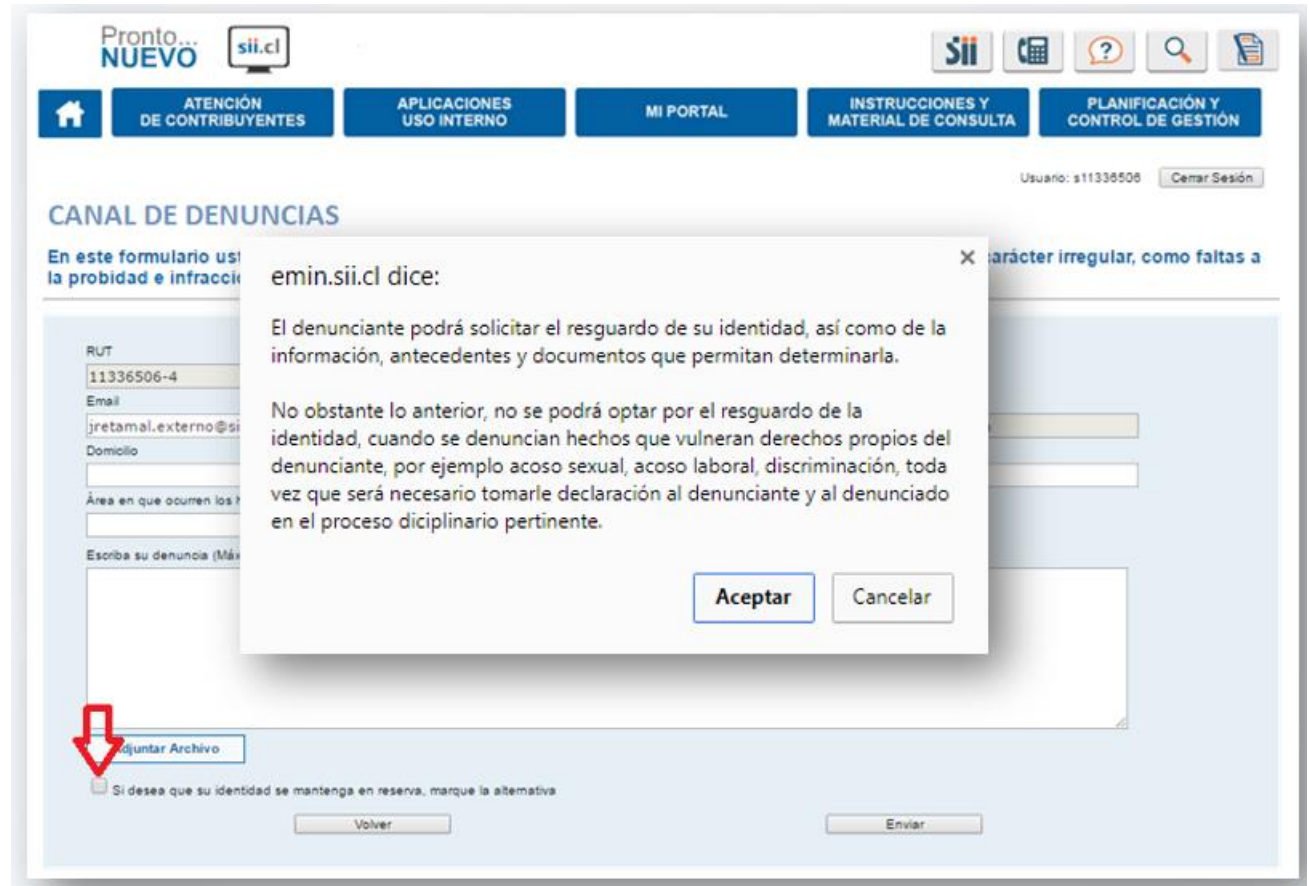 Pronto...
NUEVO
sii.cl
Sii
?
ATENCIÓN
DE CONTRIBUYENTES
APLICACIONES
USO INTERNO
MI PORTAL
INSTRUCCIONES Y
MATERIAL DE CONSULTA
PLANIFICACIÓN Y
CONTROL DE GESTIÓN
Usuario: s11336506
Cerrar Sesión
CANAL DE DENUNCIAS
En este formulario
carácter irregular, como faltas a
la probidad e
emin.sii.cl dice:
×
El denunciante podrá solicitar el resguardo de su identidad, así como de la
información, antecedentes y documentos que permitan determinarla.
No obstante lo anterior, no se podrá optar por el resguardo de la
identidad, cuando se denuncian hechos que vulneran derechos propios del
denunciante, por ejemplo acoso sexual, acoso laboral, discriminación, toda
vez que será necesario tomarle declaración al denunciante y al denunciado
en el proceso diciplinario pertinente.
Aceptar
Cancelar
RUT
11336506-4
Email
jretamal.externo@si
Domicilio
Área en que ocurren los
Escriba su denuncia
Adjuntar Archivo
Si desea que su identidad se mantenga en reserva, marque la alternativa
Volver
Enviar